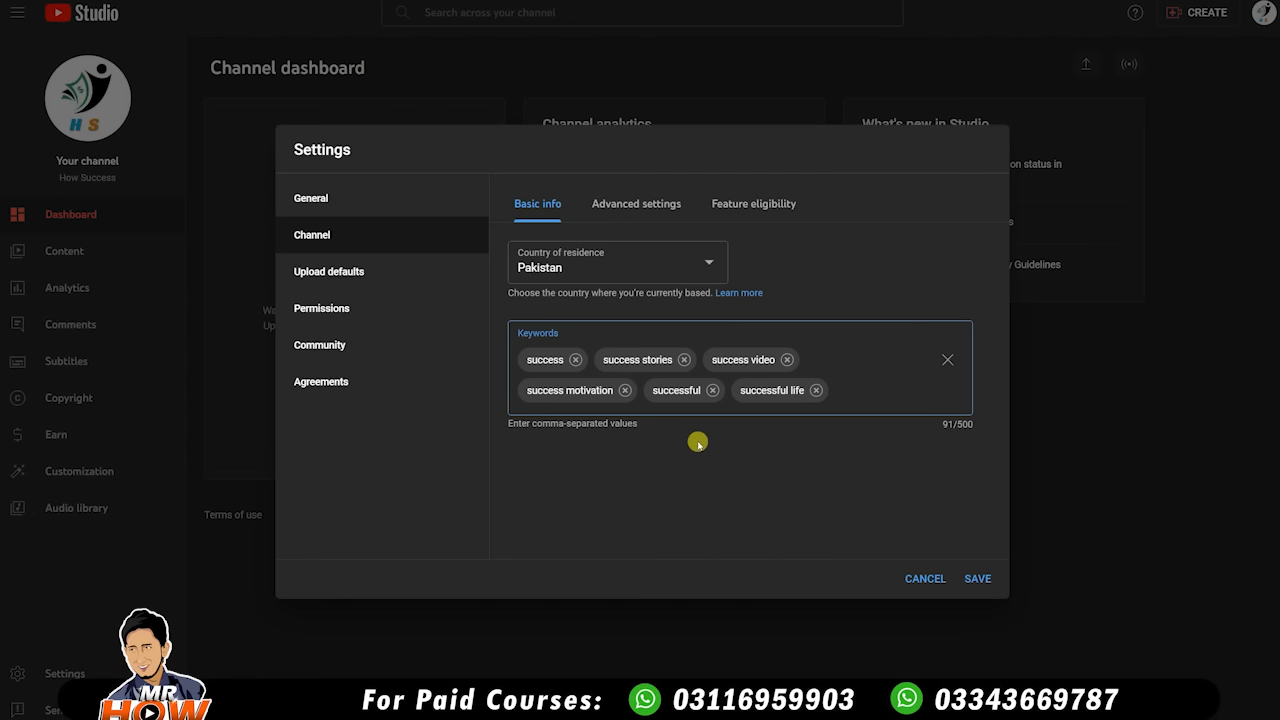 Studio
Search across your channel
CREATE
H S
Your channel
How Success
Dashboard
Content
Analytics
Comments
Subtitles
Copyright
Earn
Customization
Audio library
Settings
Channel dashboard
Channel analytics
What's new in Studio
on status in
s
y Guidelines
Wa
Up
Terms of use
Settings
General
Channel
Upload defaults
Permissions
Community
Agreements
Basic info
Advanced settings
Feature eligibility
Country of residence
Pakistan
Choose the country where you're currently based. Learn more
Keywords
success
success stories
success video
success motivation
successful
successful life
Enter comma-separated values
91/500
CANCEL
SAVE
MR
HOW
For Paid Courses: 03116959903 03343669787